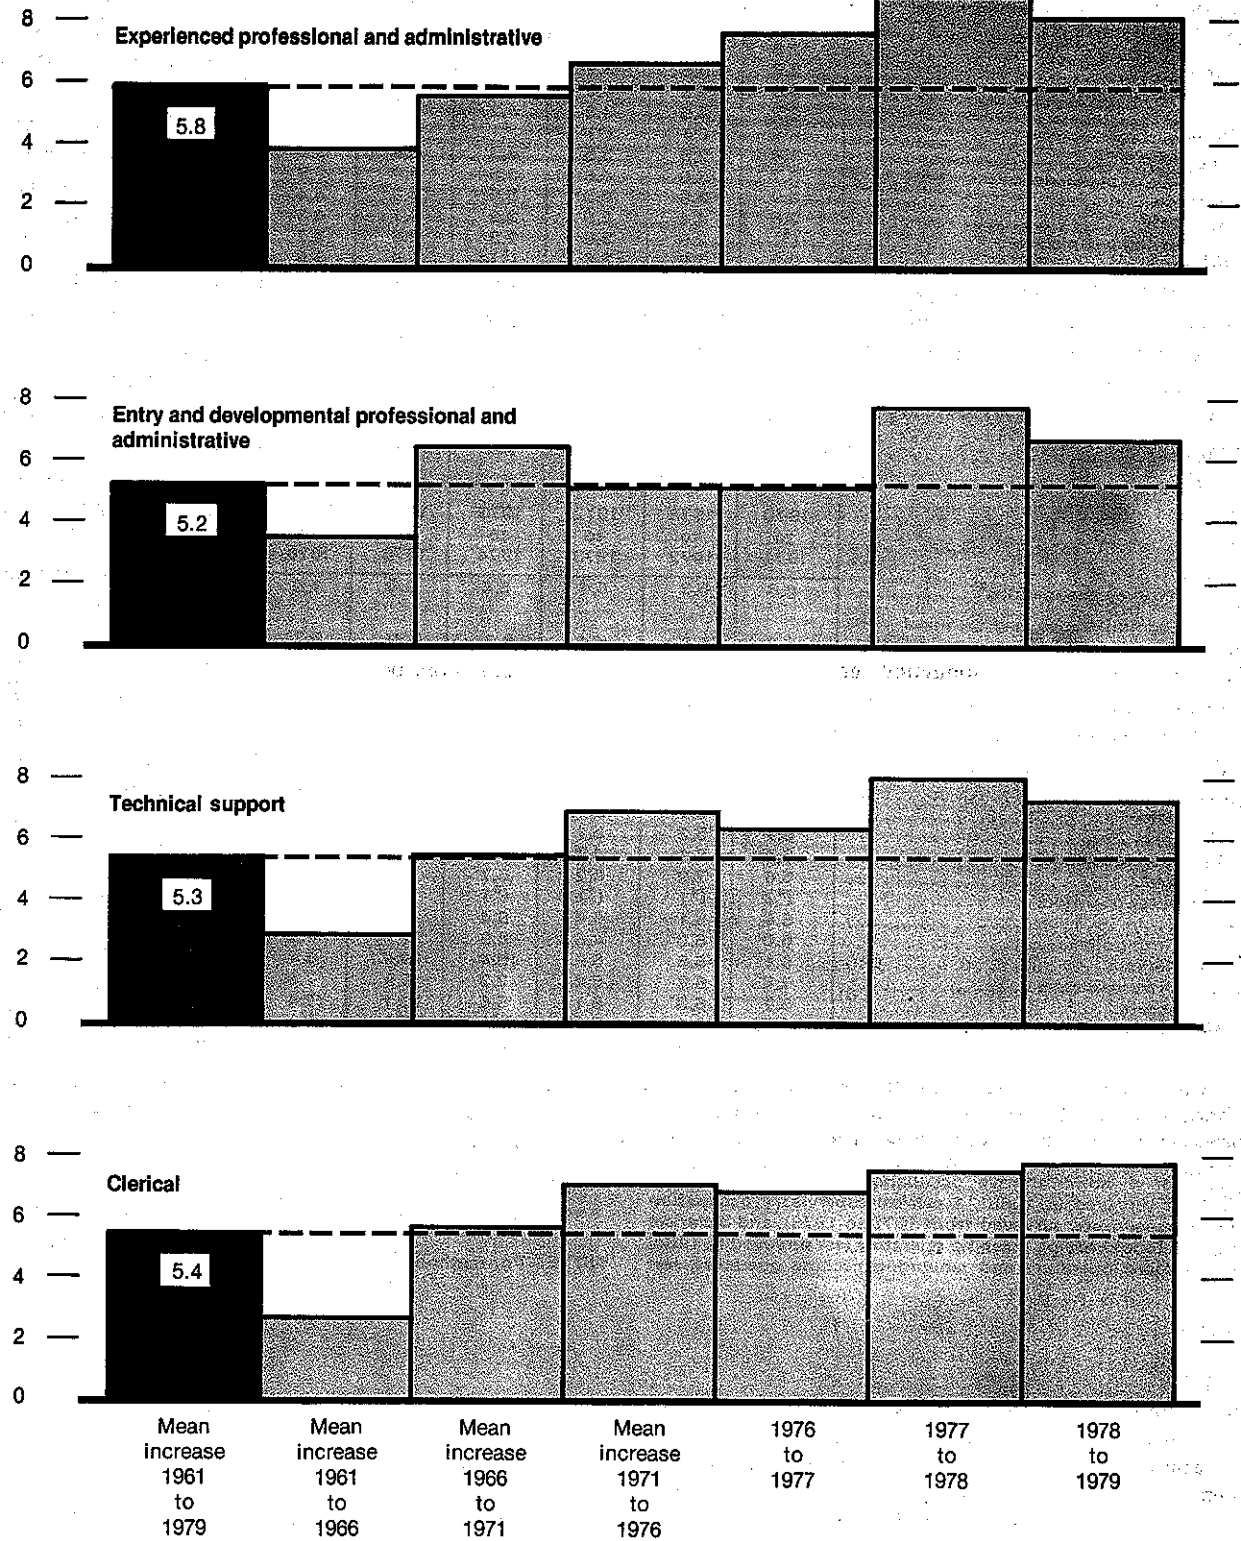 8
Experienced professional and administrative
6
5.8
4
2
0
8
Entry and developmental professional and
administrative
6
5.2
4
2
0
8
Technical support
6
5.3
4
2
0
8
Clerical
6
5.4
4
2
0
Mean increase 1961 to 1979
Mean increase 1961 to 1966
Mean increase 1966 to 1971
Mean increase 1971 to 1976
1976 to 1977
1977 to 1978
1978 to 1979